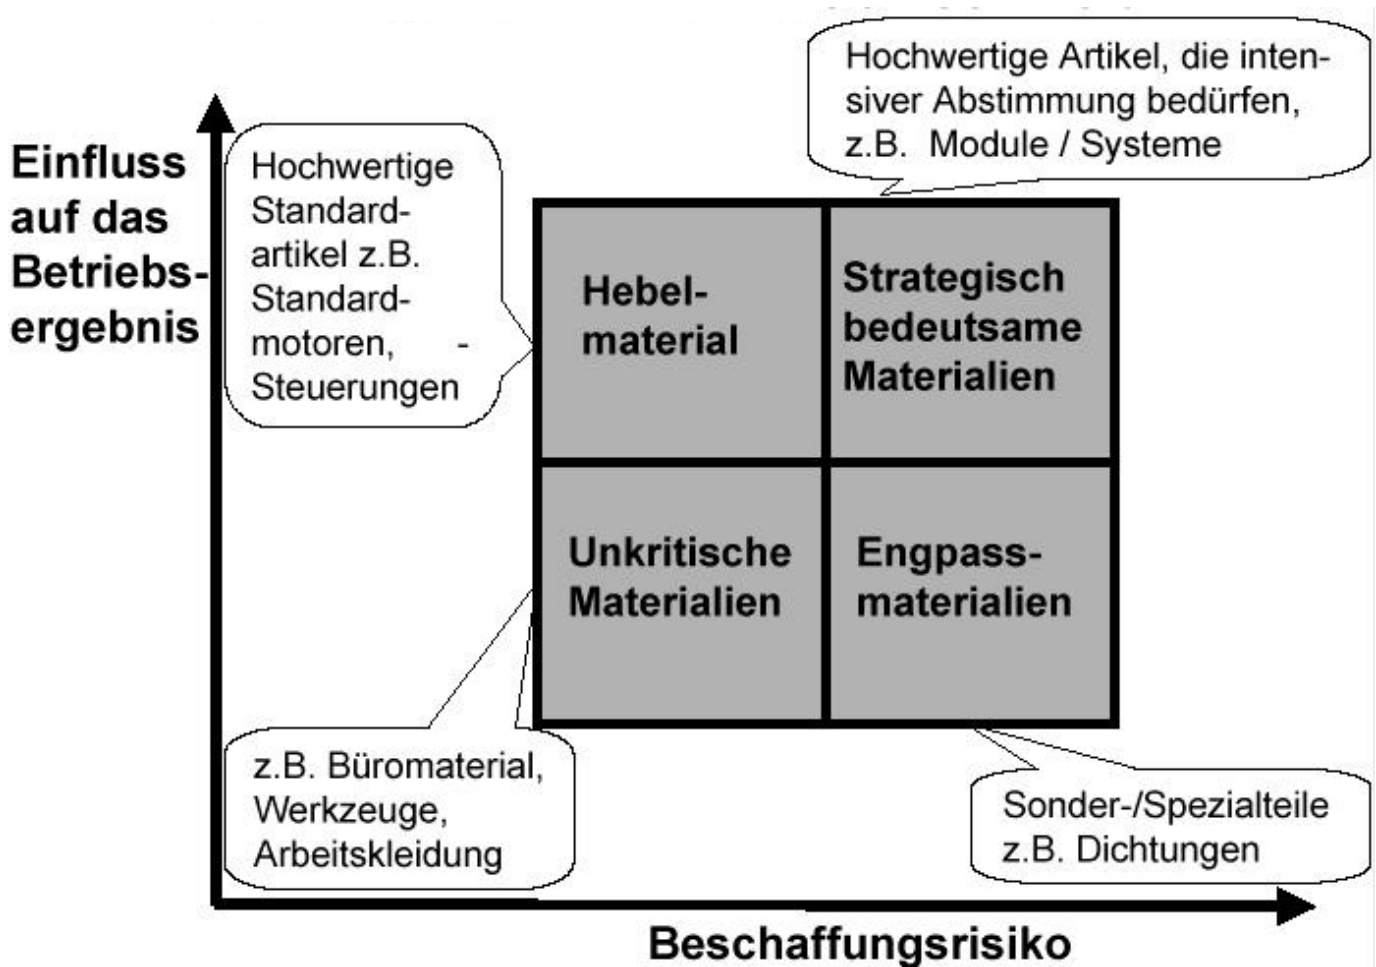 Hochwertige Artikel, die inten-
siver Abstimmung bedürfen,
z.B. Module / Systeme
Einfluss
auf das
Betriebs-
ergebnis
Hochwertige
Standard-
artikel z.B.
Standard-
motoren, -
Steuerungen
Hebel-
material
Strategisch
bedeutsame
Materialien
Unkritische
Materialien
Engpass-
materialien
z.B. Büromaterial,
Werkzeuge,
Arbeitskleidung
Sonder-/Spezialteile
z.B. Dichtungen
Beschaffungsrisiko